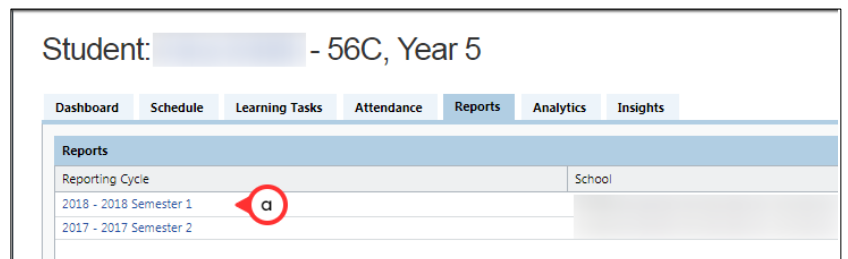 Student: - 56C, Year 5
Dashboard Schedule Learning Tasks Attendance Reports Analytics Insights
Reports
Reporting Cycle School
2018 - 2018 Semester 1 a
2017 - 2017 Semester 2